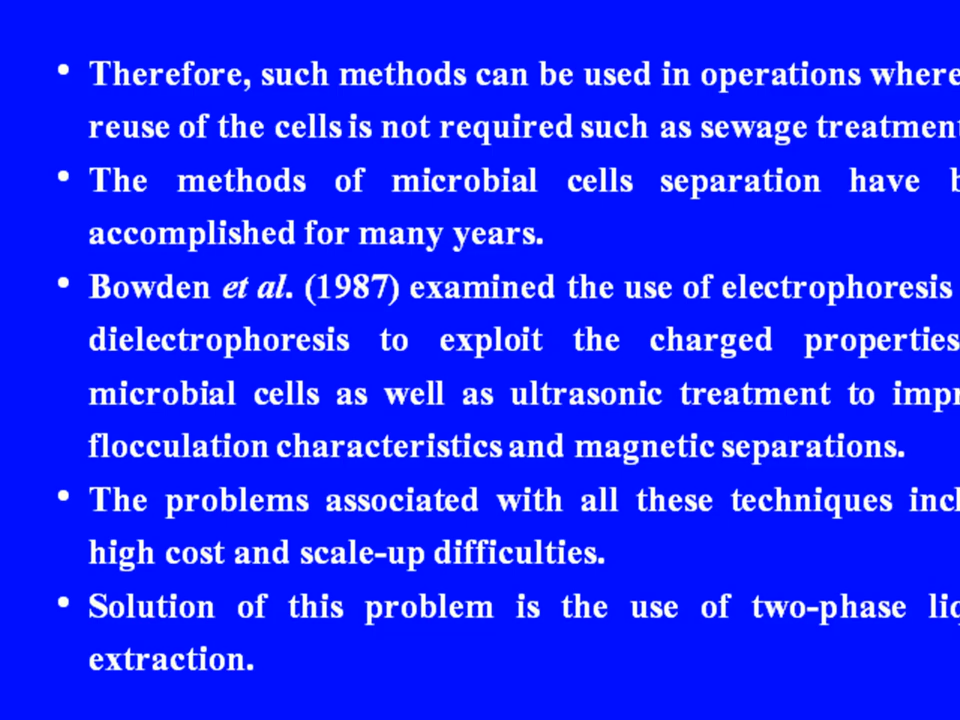 • Therefore, such methods can be used in operations where
reuse of the cells is not required such as sewage treatment
• The methods of microbial cells separation have b
accomplished for many years.
• Bowden et al. (1987) examined the use of electrophoresis
dielectrophoresis to exploit the charged properties
microbial cells as well as ultrasonic treatment to impr
flocculation characteristics and magnetic separations.
• The problems associated with all these techniques incl
high cost and scale-up difficulties.
• Solution of this problem is the use of two-phase liq
extraction.